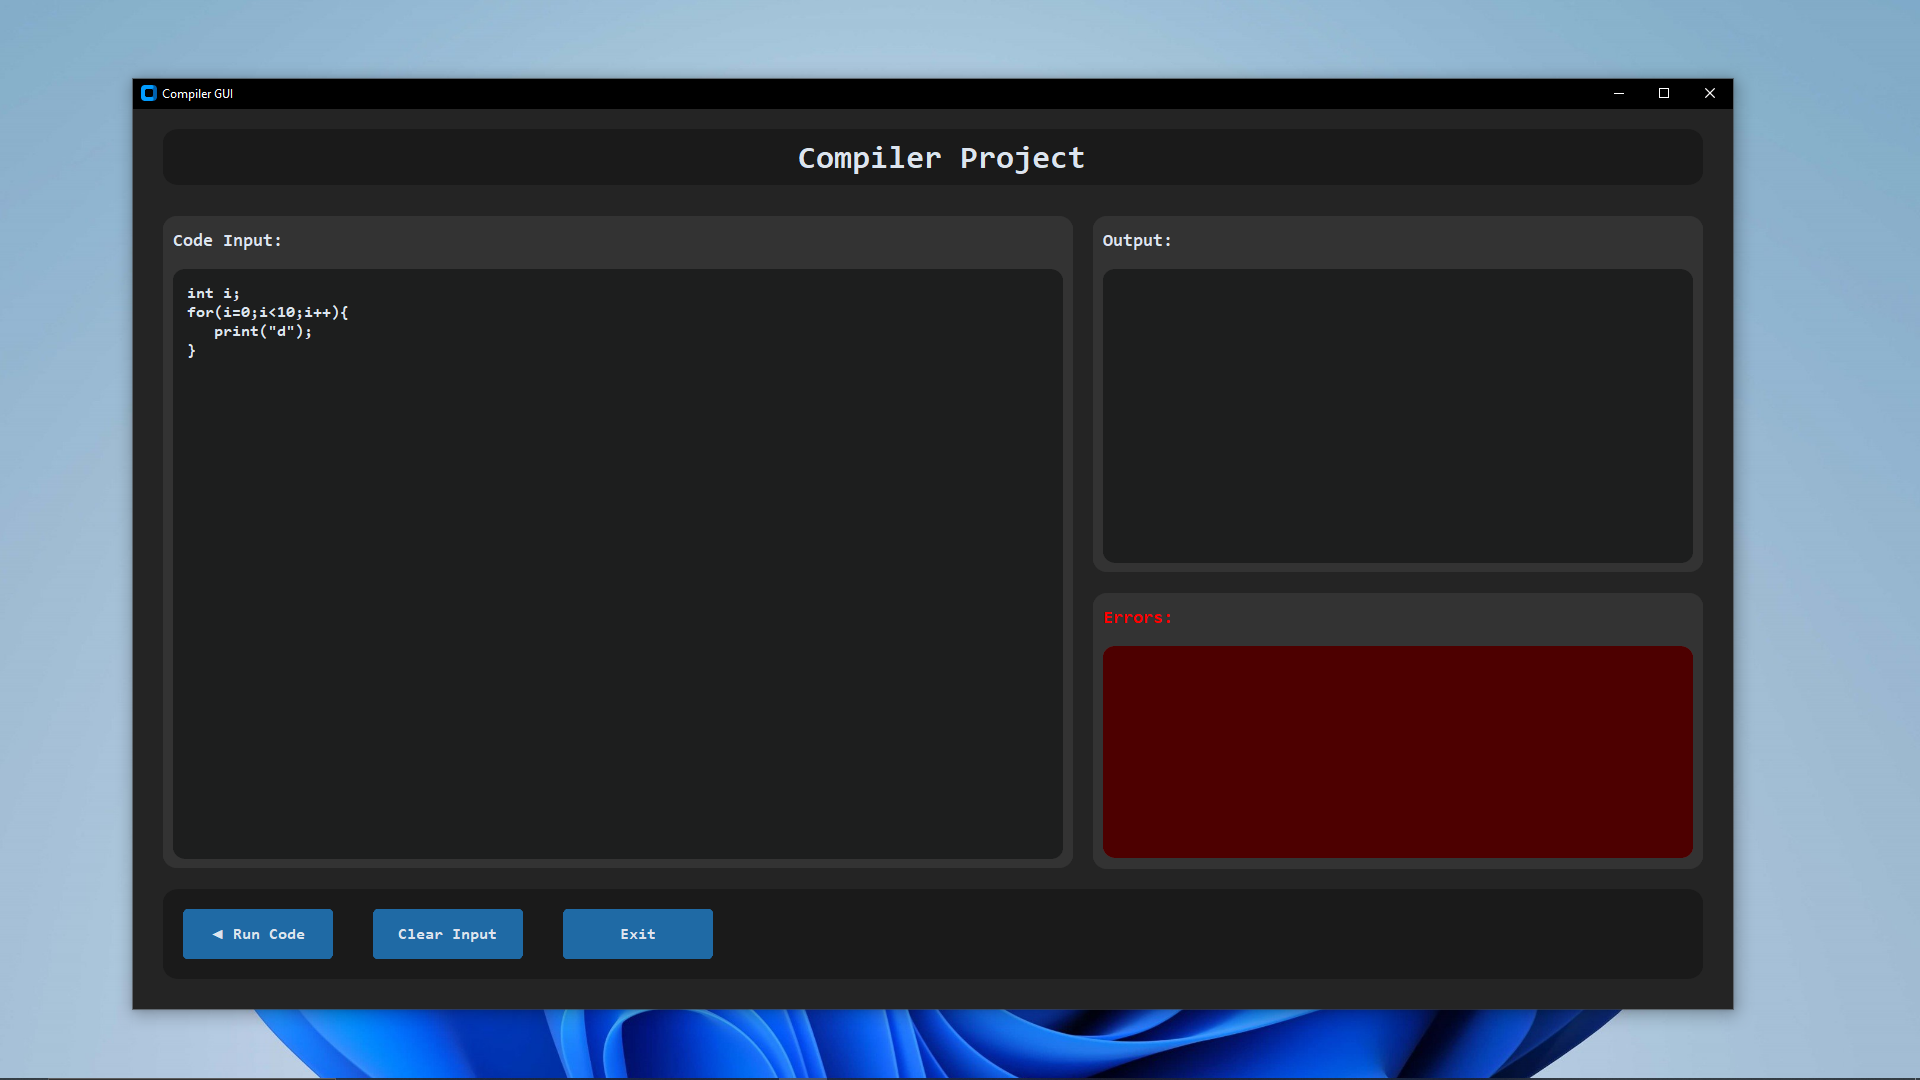 Compiler GUI
Compiler Project
Code Input:
int i;
for(i=0;i<10;i++){
   print("d");
}
Output:
Errors:
◄ Run Code
Clear Input
Exit